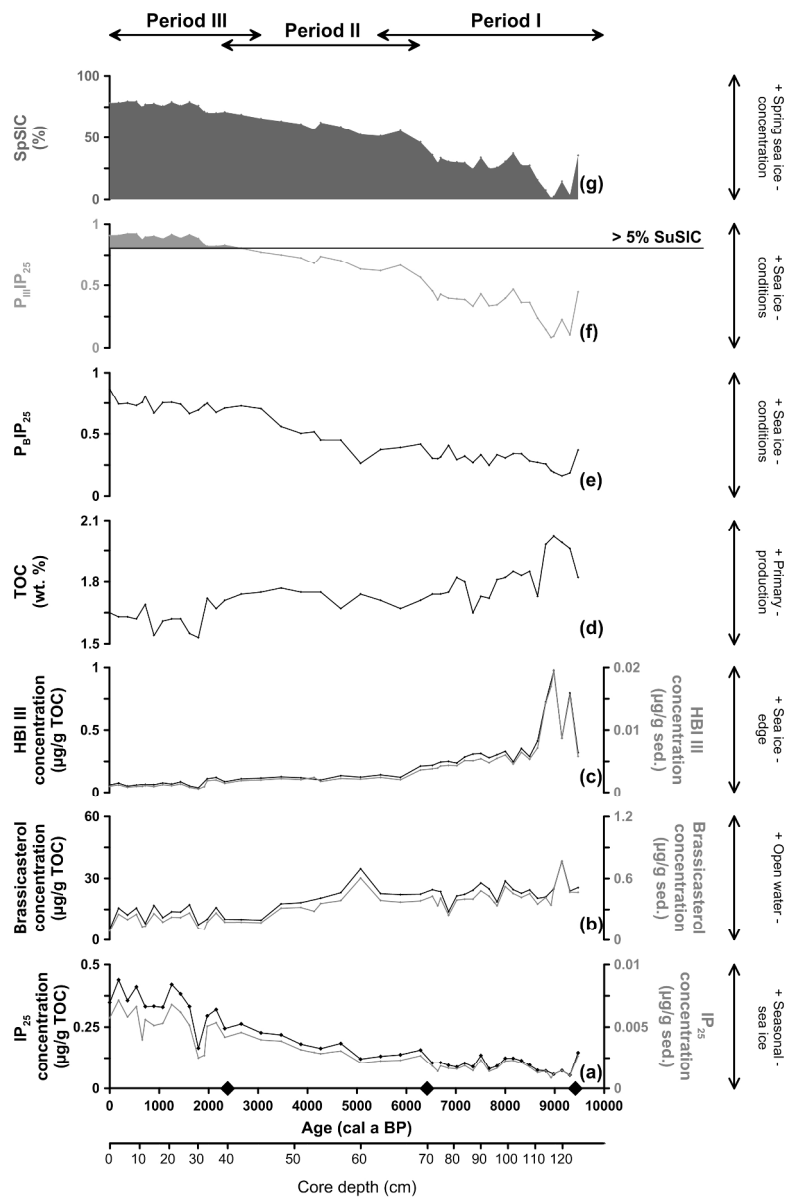 Period III
Period II
Period I
SpSIC
(%)
100
50
0
(g)
+ Spring sea ice -
concentration
PIIIIP25
1
0.5
0
> 5% SuSIC
(f)
+ Sea ice -
conditions
PBIP25
1
0.5
0
(e)
+ Sea ice -
conditions
TOC
(wt. %)
2.1
1.8
1.5
(d)
+ Primary -
production
HBI III
concentration
(µg/g TOC)
1
0.5
0
(c)
0.02
0.01
0
HBI III
concentration
(µg/g sed.)
+ Sea ice -
edge
Brassicasterol
concentration
(µg/g TOC)
60
30
0
(b)
1.2
0.6
0
Brassicasterol
concentration
(µg/g sed.)
+ Open water -
IP25
concentration
(µg/g TOC)
0.5
0.25
0
(a)
0.01
0.005
0
IP25
concentration
(µg/g sed.)
+ Seasonal -
sea ice
0 1000 2000 3000 4000 5000 6000 7000 8000 9000 10000
Age (cal a BP)
0 10 20 30 40 50 60 70 80 90 100 110 120
Core depth (cm)